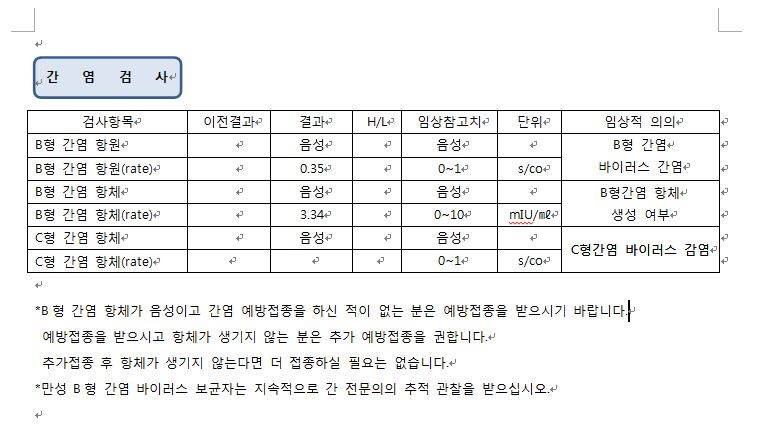 간 염 검 사
검사항목 이전결과 결과 H/L 임상참고치 단위 임상적 의의
B형 간염 항원 음성 음성 B형 간염
B형 간염 항원(rate) 0.35 0~1 s/co 바이러스 간염
B형 간염 항체 음성 음성 B형간염 항체
B형 간염 항체(rate) 3.34 0~10 mIU/㎖ 생성 여부
C형 간염 항체 음성 음성 C형간염 바이러스 감염
C형 간염 항체(rate) 0~1 s/co
*B형 간염 항체가 음성이고 간염 예방접종을 하신 적이 없는 분은 예방접종을 받으시기 바랍니다.
예방접종을 받으시고 항체가 생기지 않는 분은 추가 예방접종을 권합니다.
추가접종 후 항체가 생기지 않는다면 더 접종하실 필요는 없습니다.
*만성 B형 간염 바이러스 보균자는 지속적으로 간 전문의의 추적 관찰을 받으십시오.